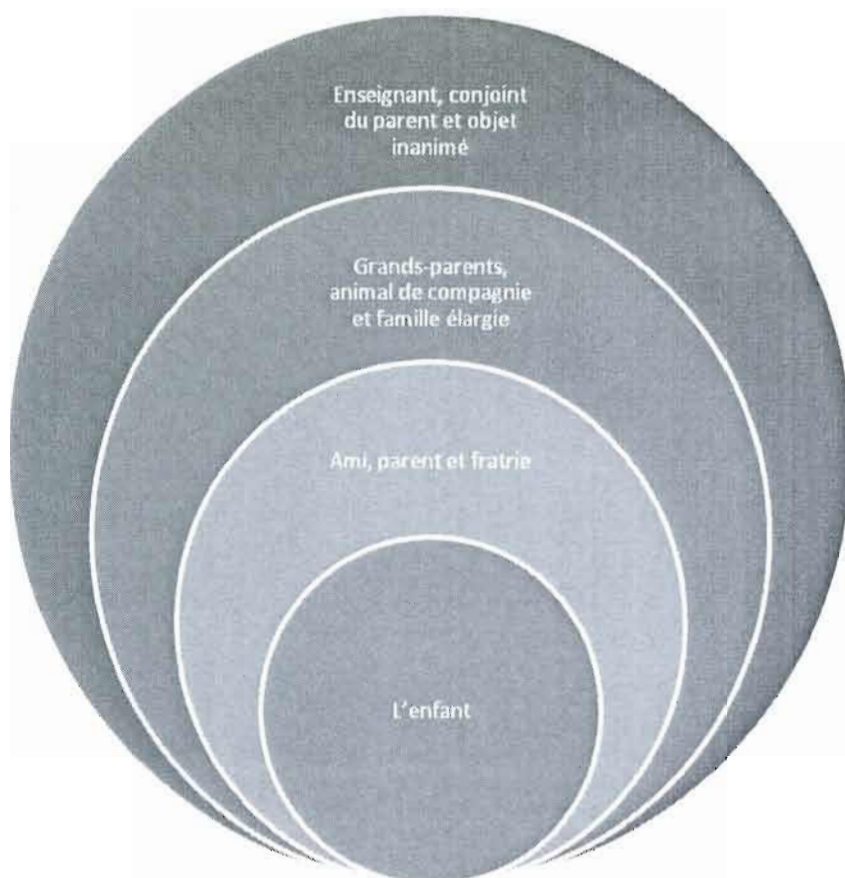 Enseignant, conjoint
du parent et objet
inanimé
Grands-parents,
animal de compagnie
et famille élargie
Ami, parent et fratrie
L'enfant